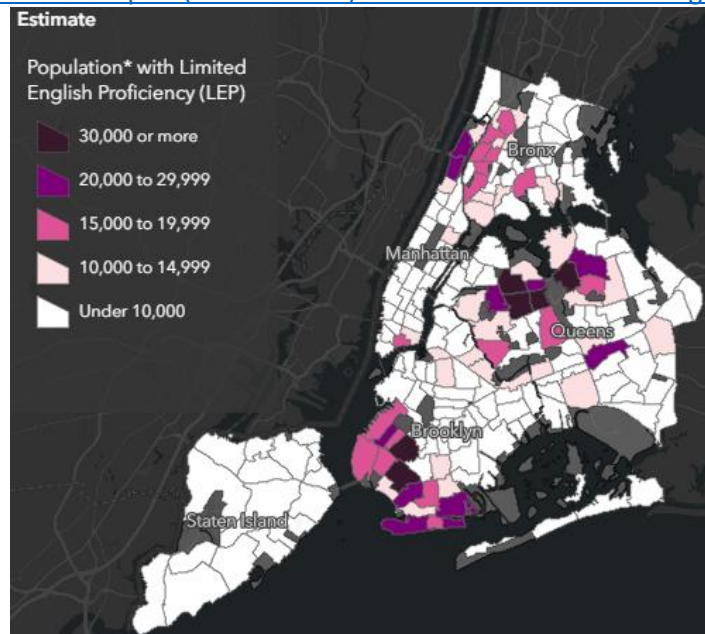 Estimate
Population* with Limited
English Proficiency (LEP)
30,000 or more
20,000 to 29,999
15,000 to 19,999
10,000 to 14,999
Under 10,000
Bronx
Manhattan
Queens
Brooklyn
Staten Island